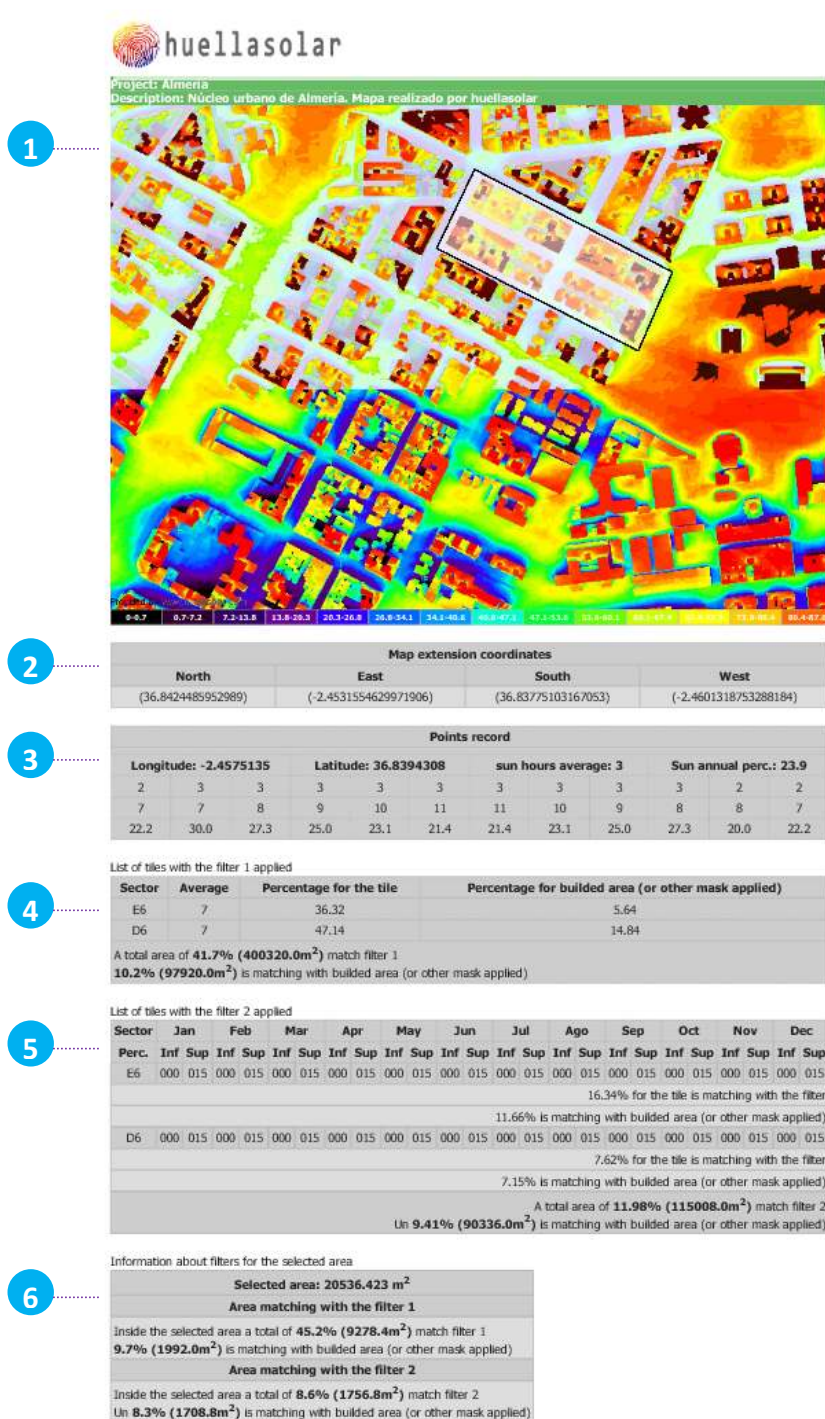 huellasolar
Project: Almería
Description: Núcleo urbano de Almeria. Mapa realizado por huellasolar
1
0-0.7 0.7-7.2 7.2-13.8 13.8-20.3 20.3-26.8 26.8-34.1 34.1-40.6
2
Map extension coordinates
North East South West
(36.8424485952989) (-2.4531554629971906) (36.83775103167053) (-2.4601318753288184)
3
Points record
Longitude: -2.4575135 Latitude: 36.8394308 sun hours average: 3 Sun annual perc.: 23.9
2 3 3 3 3 3 3 3 3 3 2 2
7 7 8 9 10 11 11 10 9 8 8 7
22.2 30.0 27.3 25.0 23.1 21.4 21.4 23.1 25.0 27.3 20.0 22.2
List of tiles with the filter 1 applied
4
Sector Average Percentage for the tile Percentage for builded area (or other mask applied)
E6 7 36.32 5.64
D6 7 47.14 14.84
A total area of 41.7% (400320.0m²) match filter 1
10.2% (97920.0m²) is matching with builded area (or other mask applied)
List of tiles with the filter 2 applied
5
Sector Jan Feb Mar Apr May Jun Jul Ago Sep Oct Nov Dec
Perc. Inf Sup Inf Sup Inf Sup Inf Sup Inf Sup Inf Sup Inf Sup Inf Sup Inf Sup Inf Sup Inf Sup Inf Sup
E6 000 015 000 015 000 015 000 015 000 015 000 015 000 015 000 015 000 015 000 015 000 015 000 015
16.34% for the tile is matching with the filter
11.66% is matching with builded area (or other mask applied)
D6 000 015 000 015 000 015 000 015 000 015 000 015 000 015 000 015 000 015 000 015 000 015 000 015
7.62% for the tile is matching with the filter
7.15% is matching with builded area (or other mask applied)
A total area of 11.98% (115008.0m²) match filter 2
Un 9.41% (90336.0m²) is matching with builded area (or other mask applied)
Information about filters for the selected area
6
Selected area: 20536.423 m²
Area matching with the filter 1
Inside the selected area a total of 45.2% (9278.4m²) match filter 1
9.7% (1992.0m²) is matching with builded area (or other mask applied)
Area matching with the filter 2
Inside the selected area a total of 8.6% (1756.8m²) match filter 2
Un 8.3% (1708.8m²) is matching with builded area (or other mask applied)